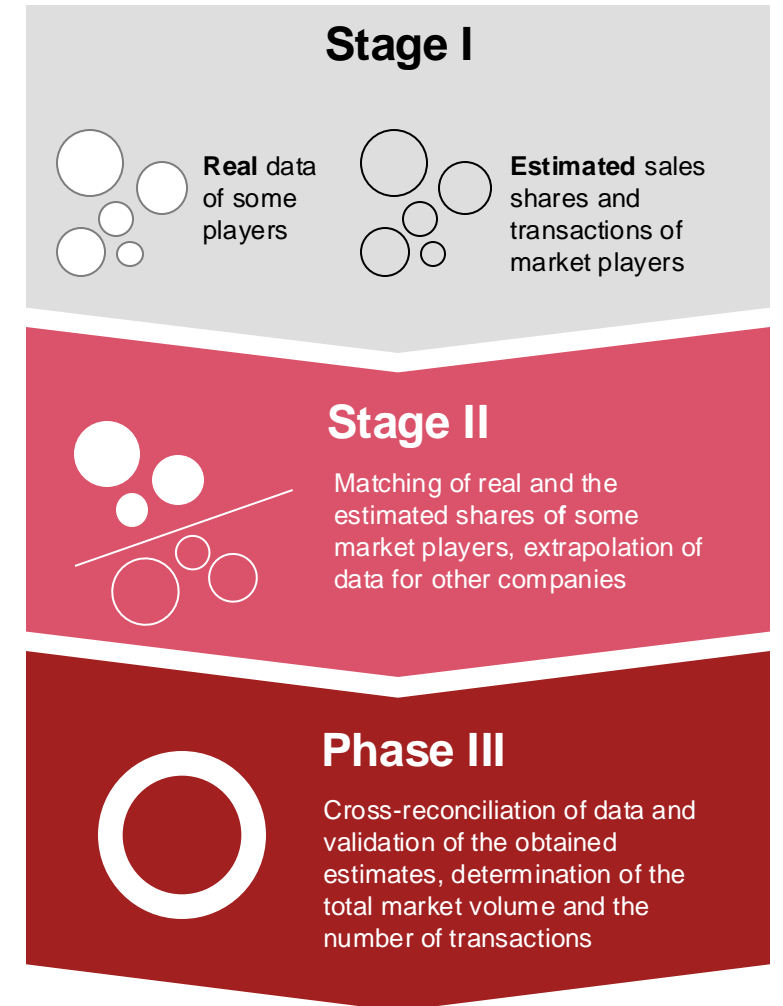 Stage I
Real data
of some
players
Estimated sales
shares and
transactions of
market players
Stage II
Matching of real and the
estimated shares of some
market players, extrapolation of
data for other companies
Phase III
Cross-reconciliation of data and
validation of the obtained
estimates, determination of the
total market volume and the
number of transactions